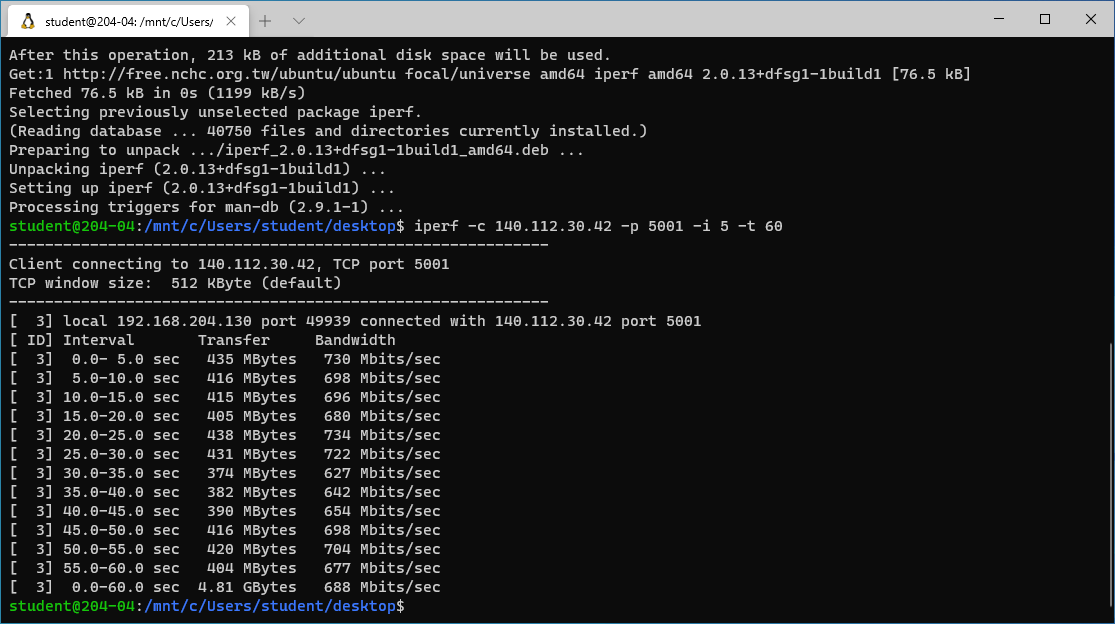 student@204-04: /mnt/c/Users/
After this operation, 213 kB of additional disk space will be used.
Get:1 http://free.nchc.org.tw/ubuntu/ubuntu focal/universe amd64 iperf amd64 2.0.13+dfsg1-1build1 [76.5 kB]
Fetched 76.5 kB in 0s (1199 kB/s)
Selecting previously unselected package iperf.
(Reading database ... 40750 files and directories currently installed.)
Preparing to unpack .../iperf_2.0.13+dfsg1-1build1_amd64.deb ...
Unpacking iperf (2.0.13+dfsg1-1build1) ...
Setting up iperf (2.0.13+dfsg1-1build1) ...
Processing triggers for man-db (2.9.1-1) ...
student@204-04:/mnt/c/Users/student/desktop$ iperf -c 140.112.30.42 -p 5001 -i 5 -t 60
------------------------------------------------------------
Client connecting to 140.112.30.42, TCP port 5001
TCP window size:  512 KByte (default)
------------------------------------------------------------
[  3] local 192.168.204.130 port 49939 connected with 140.112.30.42 port 5001
[ ID] Interval       Transfer     Bandwidth
[  3]  0.0- 5.0 sec   435 MBytes   730 Mbits/sec
[  3]  5.0-10.0 sec   416 MBytes   698 Mbits/sec
[  3] 10.0-15.0 sec   415 MBytes   696 Mbits/sec
[  3] 15.0-20.0 sec   405 MBytes   680 Mbits/sec
[  3] 20.0-25.0 sec   438 MBytes   734 Mbits/sec
[  3] 25.0-30.0 sec   431 MBytes   722 Mbits/sec
[  3] 30.0-35.0 sec   374 MBytes   627 Mbits/sec
[  3] 35.0-40.0 sec   382 MBytes   642 Mbits/sec
[  3] 40.0-45.0 sec   390 MBytes   654 Mbits/sec
[  3] 45.0-50.0 sec   416 MBytes   698 Mbits/sec
[  3] 50.0-55.0 sec   420 MBytes   704 Mbits/sec
[  3] 55.0-60.0 sec   404 MBytes   677 Mbits/sec
[  3]  0.0-60.0 sec  4.81 GBytes   688 Mbits/sec
student@204-04:/mnt/c/Users/student/desktop$